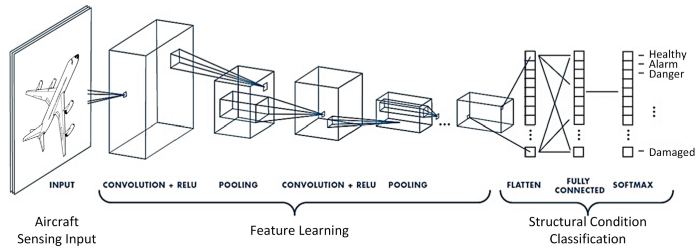 Healthy
Alarm
Danger
...
...
Damaged
INPUT
CONVOLUTION + RELU
POOLING
CONVOLUTION + RELU
POOLING
FLATTEN
FULLY
CONNECTED
SOFTMAX
Aircraft
Sensing Input
Feature Learning
Structural Condition
Classification